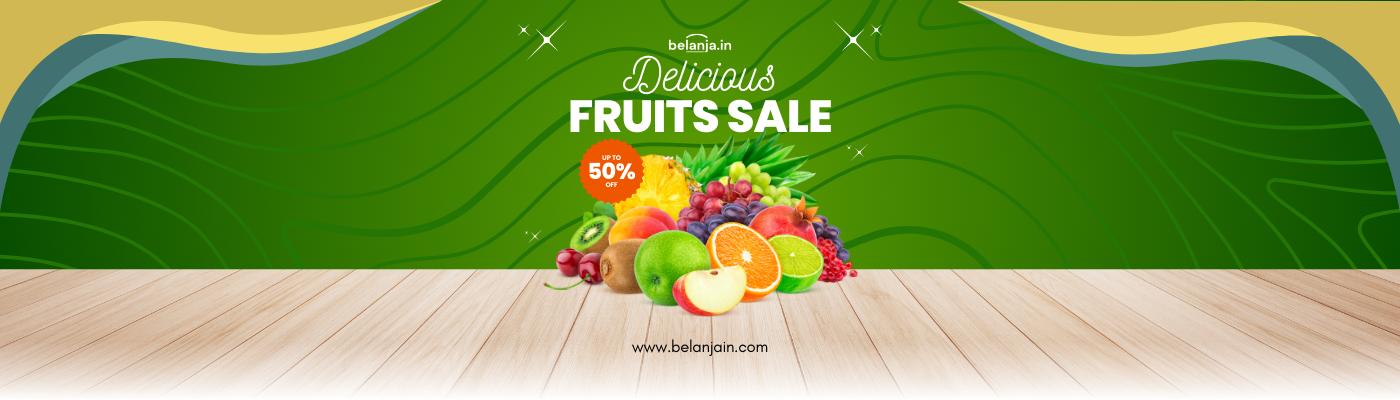 belanja.in
Delicious
FRUITS SALE
UP TO
50%
OFF
www.belanjain.com